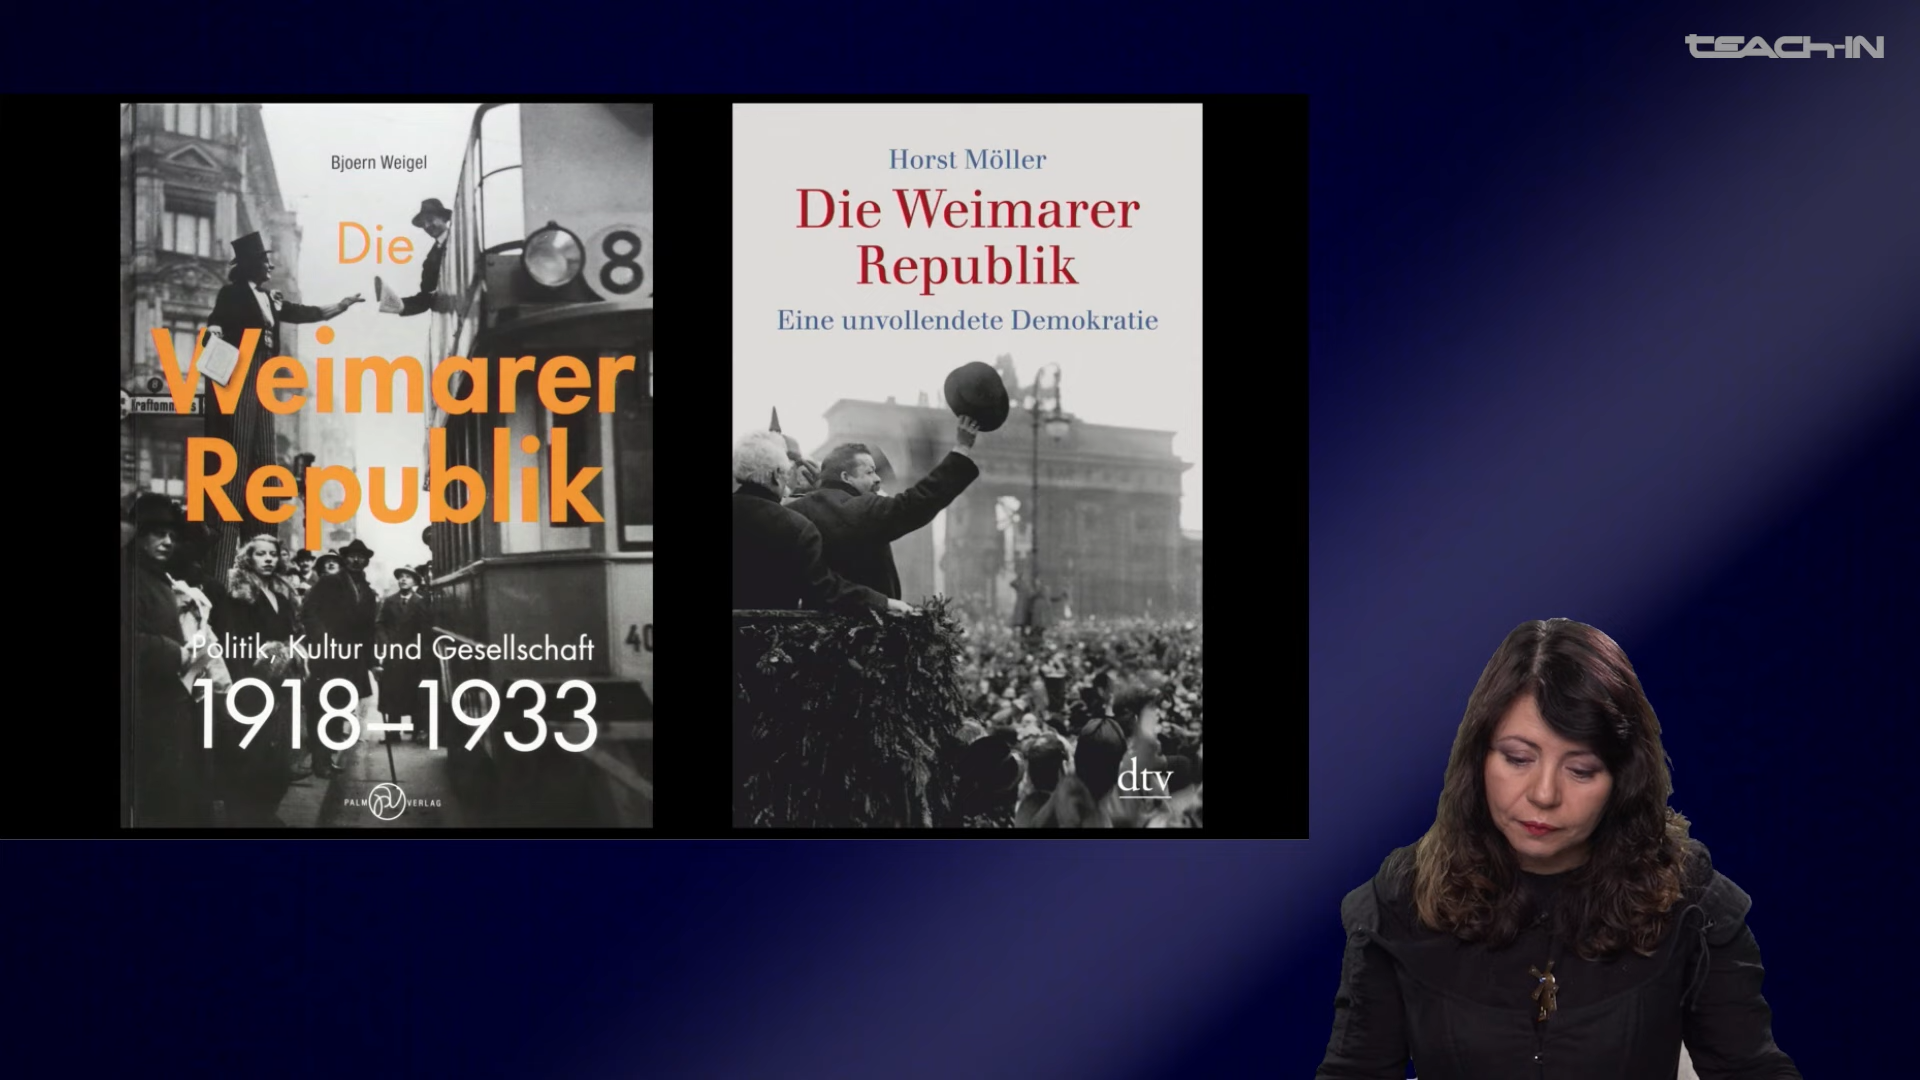 teach-in
Bjoern Weigel
Die
8
Weimarer
Republik
Politik, Kultur und Gesellschaft
1918–1933
PALM VERLAG
Horst Möller
Die Weimarer
Republik
Eine unvollendete Demokratie
dtv